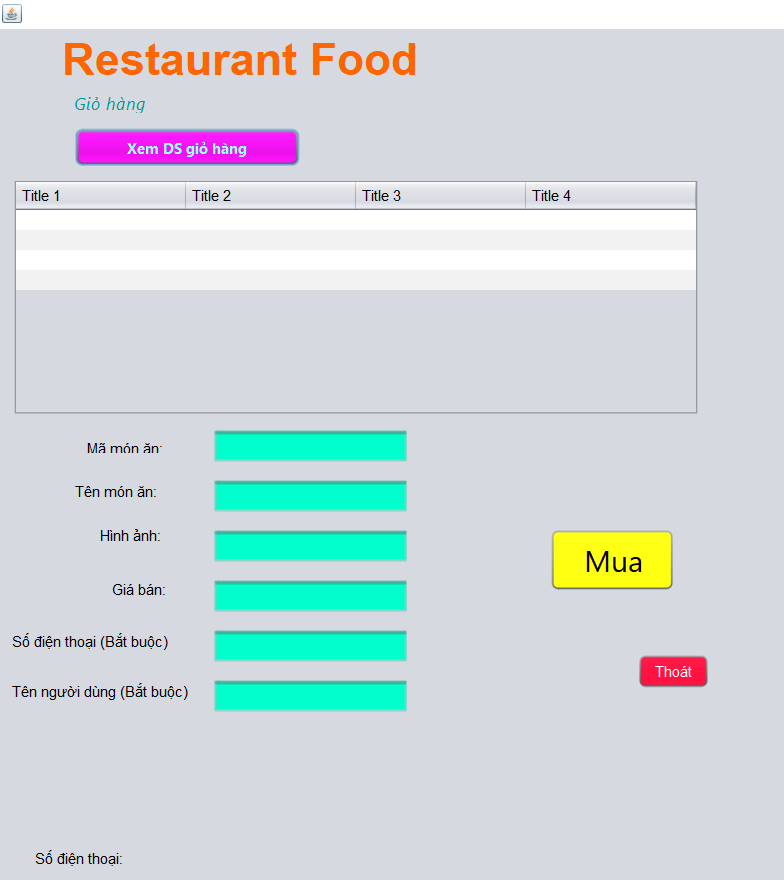 Restaurant Food
Giỏ hàng
Xem DS giỏ hàng
Title 1 Title 2 Title 3 Title 4
Mã món ăn:
Tên món ăn:
Hình ảnh:
Mua
Giá bán:
Số điện thoại (Bắt buộc)
Thoát
Tên người dùng (Bắt buộc)
Số điện thoại: